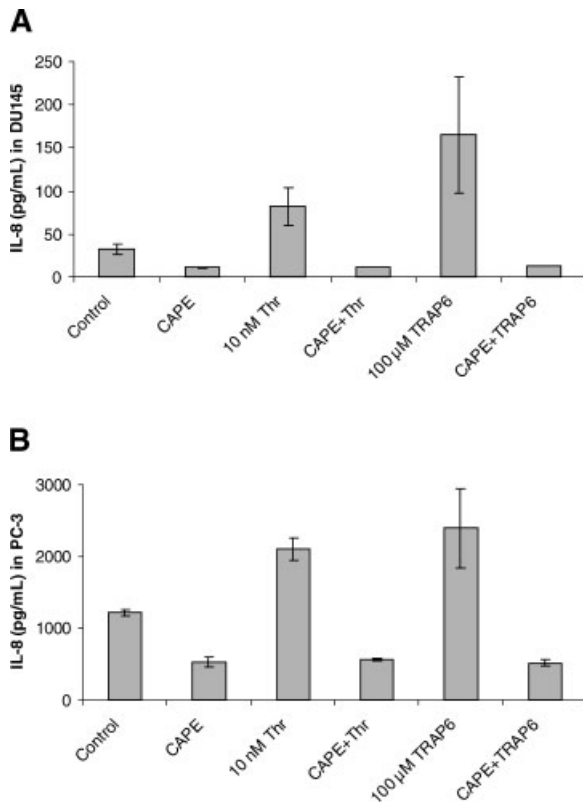 A
IL-8 (pg/mL) in DU145
250
200
150
100
50
0
Control
CAPE
10 nM Thr
CAPE+Thr
100 µM TRAP6
CAPE+TRAP6
B
IL-8 (pg/mL) in PC-3
3000
2000
1000
0
Control
CAPE
10 nM Thr
CAPE+Thr
100 µM TRAP6
CAPE+TRAP6